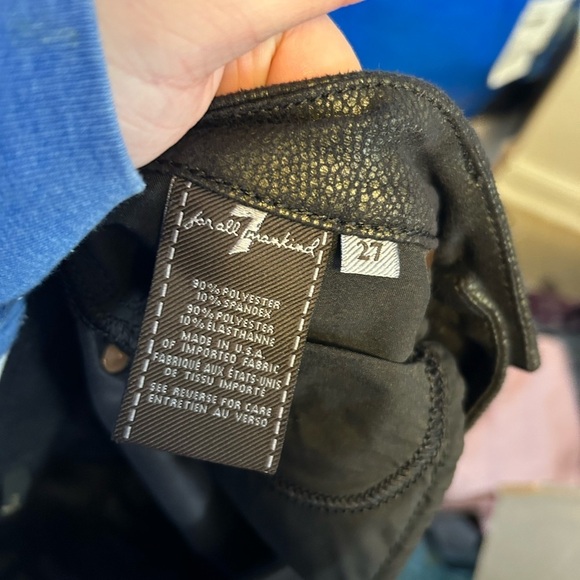 7
for all mankind
27
90% POLYESTER
10% SPANDEX
90% POLYESTER
10% ELASTHANNE
MADE IN U.S.A.
OF IMPORTED FABRIC
FABRIQUÉ AUX ÉTATS-UNIS
DE TISSU IMPORTÉ
SEE REVERSE FOR CARE
ENTRETIEN AU VERSO